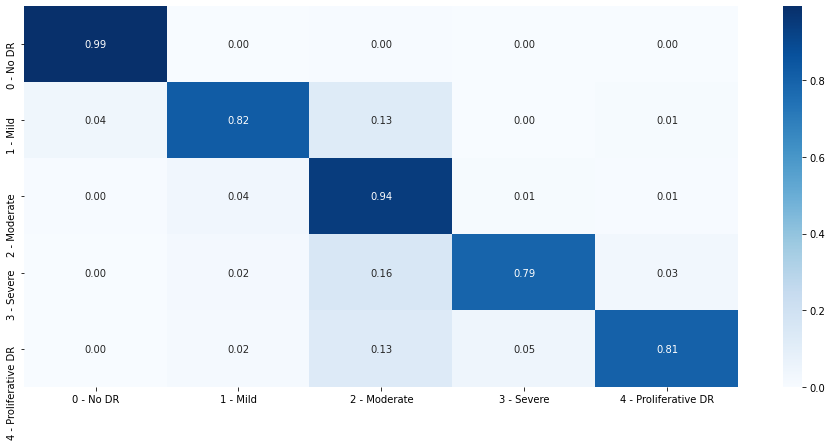 0 - No DR
0.99 0.00 0.00 0.00 0.00
1 - Mild
0.04 0.82 0.13 0.00 0.01
2 - Moderate
0.00 0.04 0.94 0.01 0.01
3 - Severe
0.00 0.02 0.16 0.79 0.03
4 - Proliferative DR
0.00 0.02 0.13 0.05 0.81
0 - No DR 1 - Mild 2 - Moderate 3 - Severe 4 - Proliferative DR
0.8
0.6
0.4
0.2
0.0